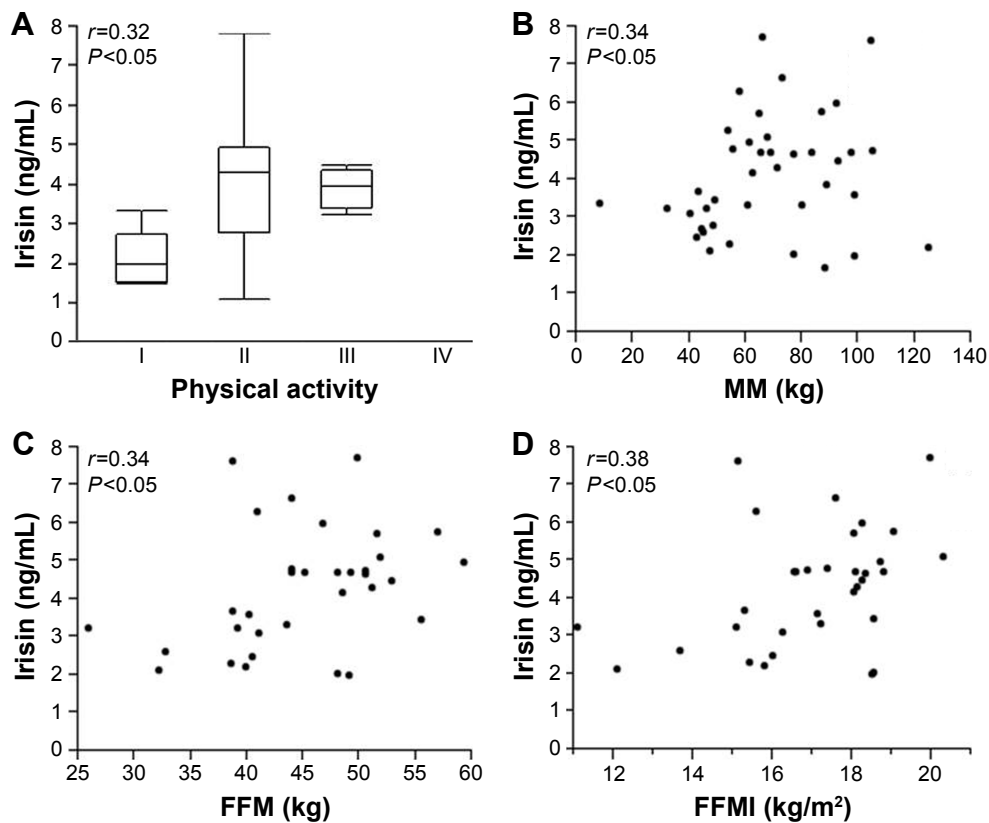 A
r=0.32
P<0.05
Irisin (ng/mL)
8
7
6
5
4
3
2
1
0
I II III IV
Physical activity
B
r=0.34
P<0.05
Irisin (ng/mL)
8
7
6
5
4
3
2
1
0
0 20 40 60 80 100 120 140
MM (kg)
C
r=0.34
P<0.05
Irisin (ng/mL)
8
7
6
5
4
3
2
1
0
25 30 35 40 45 50 55 60
FFM (kg)
D
r=0.38
P<0.05
Irisin (ng/mL)
8
7
6
5
4
3
2
1
0
12 14 16 18 20
FFMI (kg/m²)